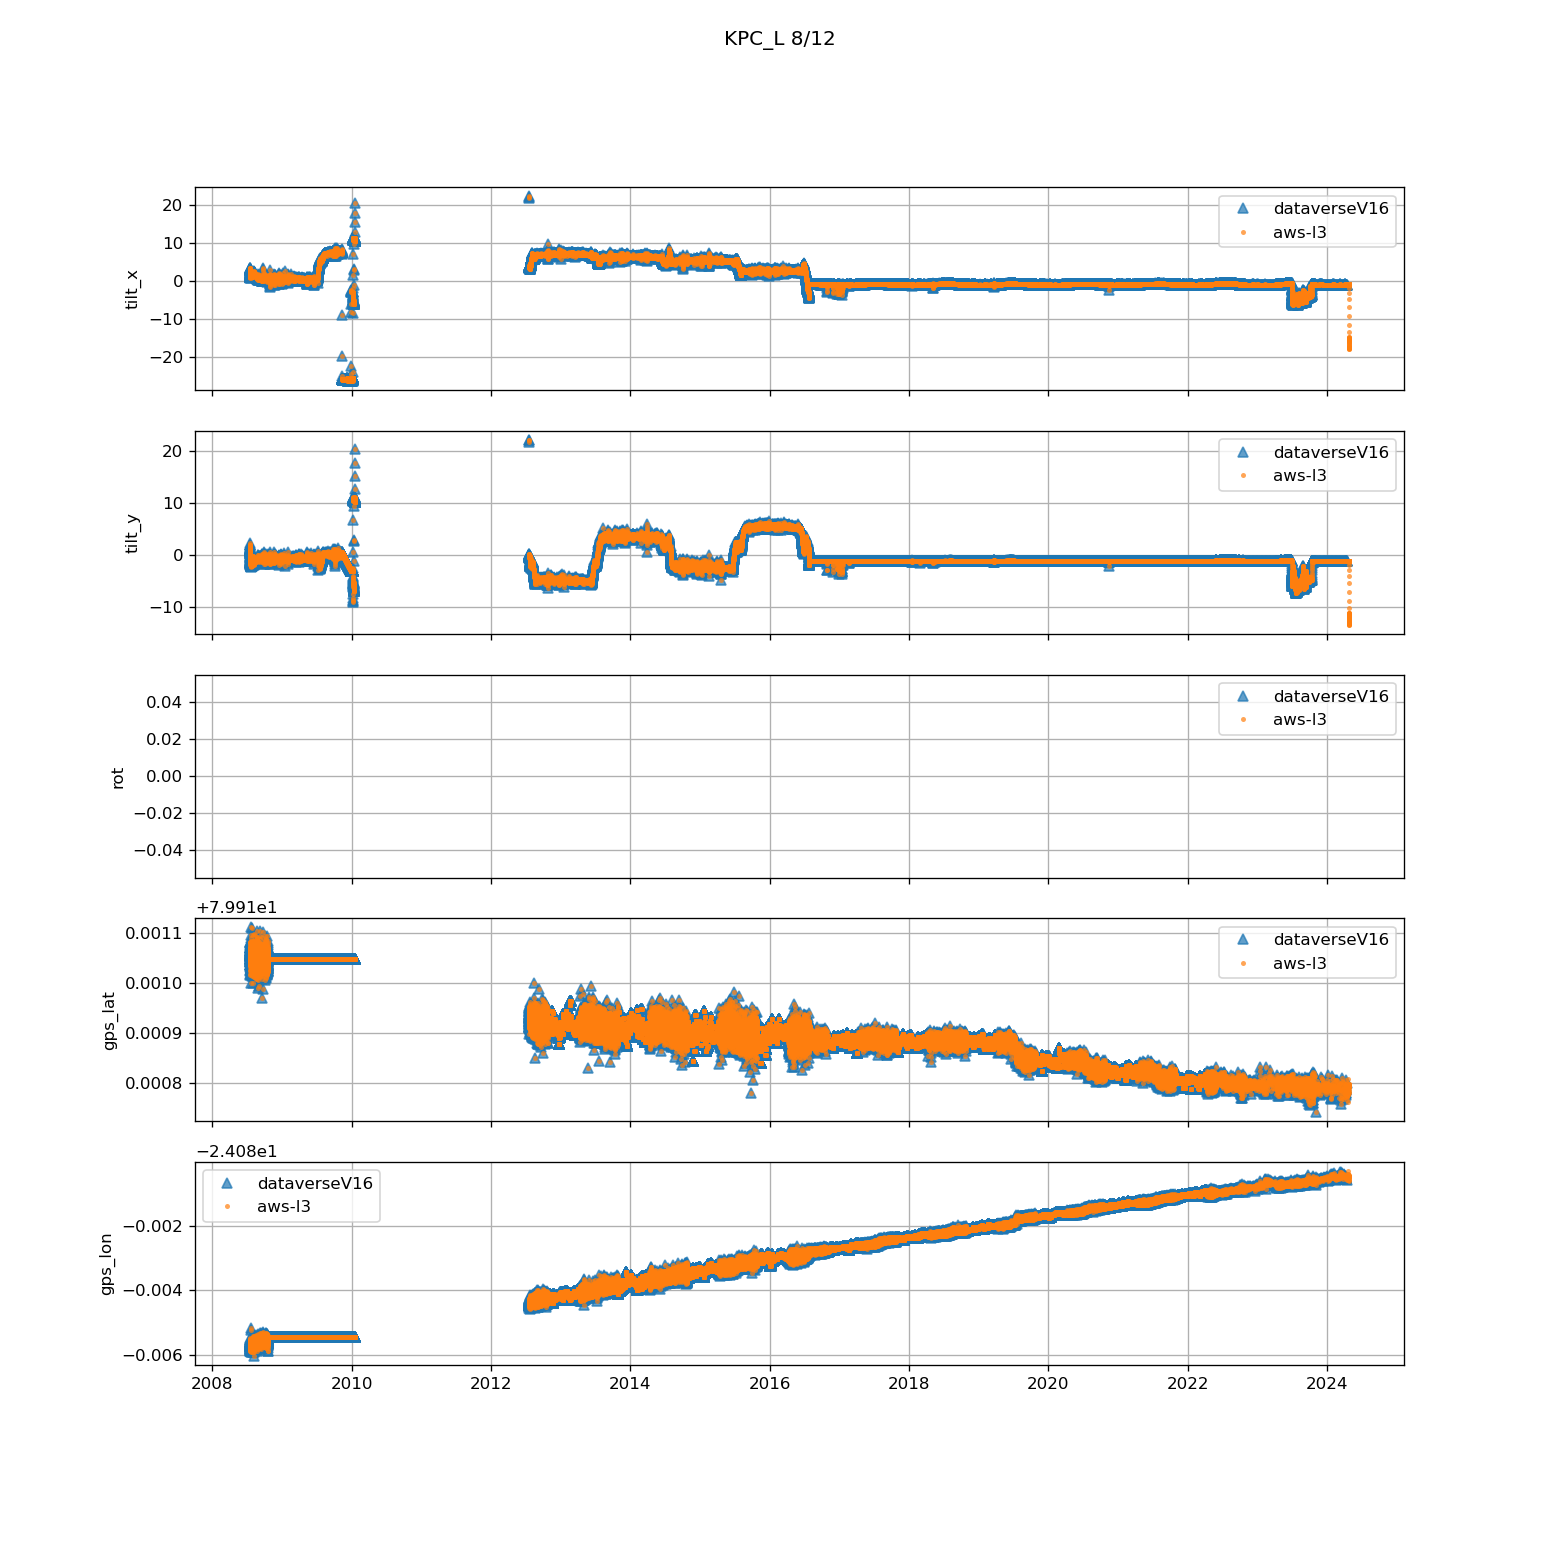 KPC_L 8/12
20
10
0
−10
−20
tilt_x
dataverseV16
aws-l3
20
10
0
−10
tilt_y
dataverseV16
aws-l3
0.04
0.02
0.00
−0.02
−0.04
rot
dataverseV16
aws-l3
+7.991e1
0.0011
0.0010
0.0009
0.0008
gps_lat
dataverseV16
aws-l3
−2.408e1
−0.002
−0.004
−0.006
gps_lon
dataverseV16
aws-l3
2008 2010 2012 2014 2016 2018 2020 2022 2024